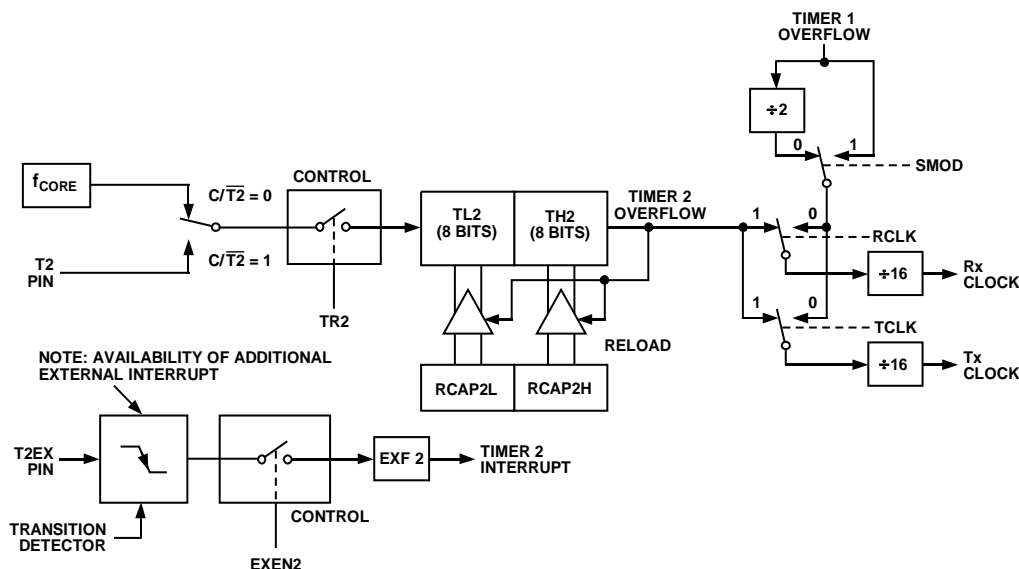 TIMER 1
OVERFLOW
÷2
0
1
SMOD
fCORE
C/T2̅ = 0
CONTROL
TL2
(8 BITS)
TH2
(8 BITS)
TIMER 2
OVERFLOW
1
0
RCLK
T2
PIN
C/T2̅ = 1
÷16
Rx
CLOCK
TR2
1
0
TCLK
RELOAD
NOTE: AVAILABILITY OF ADDITIONAL
EXTERNAL INTERRUPT
RCAP2L
RCAP2H
÷16
Tx
CLOCK
T2EX
PIN
EXF 2
TIMER 2
INTERRUPT
CONTROL
TRANSITION
DETECTOR
EXEN2